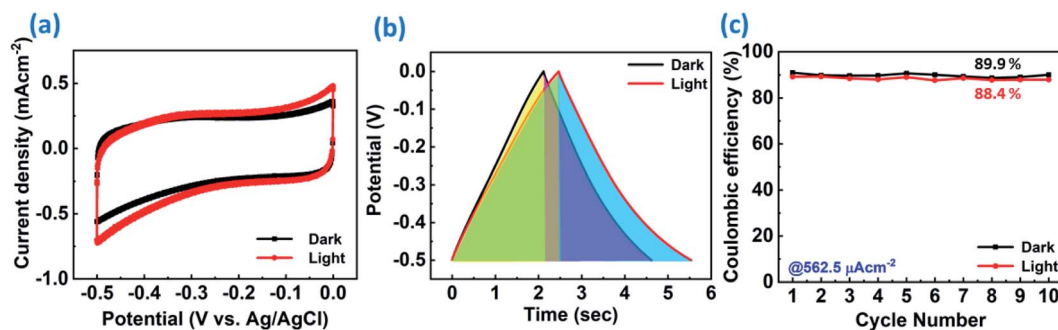 (a)
Current density (mAcm⁻²)
0.5
0.0
-0.5
-1.0
-0.5 -0.4 -0.3 -0.2 -0.1 0.0
Potential (V vs. Ag/AgCl)
Dark
Light
(b)
Potential (V)
0.0
-0.1
-0.2
-0.3
-0.4
-0.5
0 1 2 3 4 5 6
Time (sec)
Dark
Light
(c)
Coulombic efficiency (%)
100
80
60
40
20
0
1 2 3 4 5 6 7 8 9 10
Cycle Number
89.9 %
88.4 %
@562.5 µAcm⁻²
Dark
Light